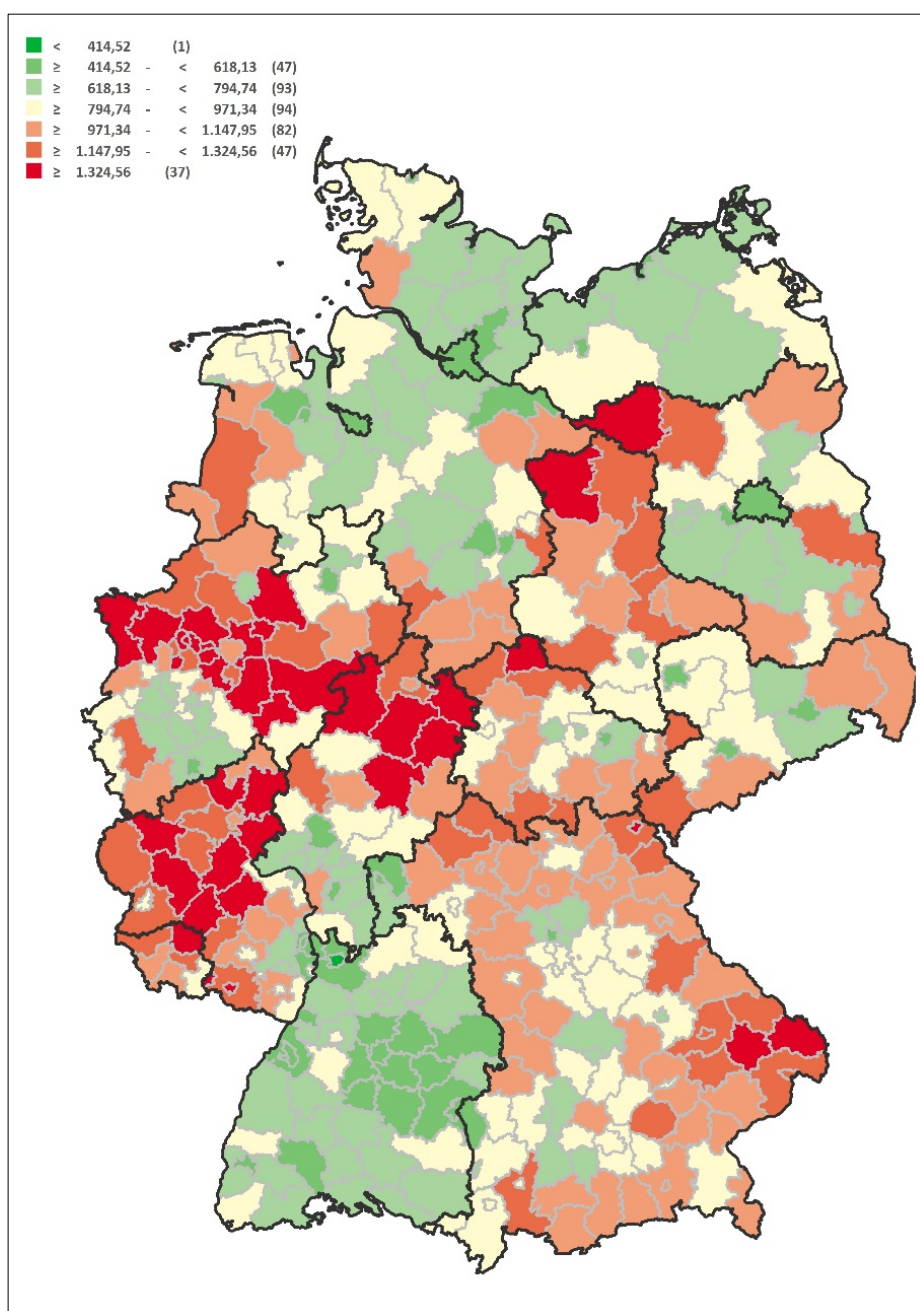 < 414,52 (1)
≥ 414,52 - < 618,13 (47)
≥ 618,13 - < 794,74 (93)
≥ 794,74 - < 971,34 (94)
≥ 971,34 - < 1.147,95 (82)
≥ 1.147,95 - < 1.324,56 (47)
≥ 1.324,56 (37)